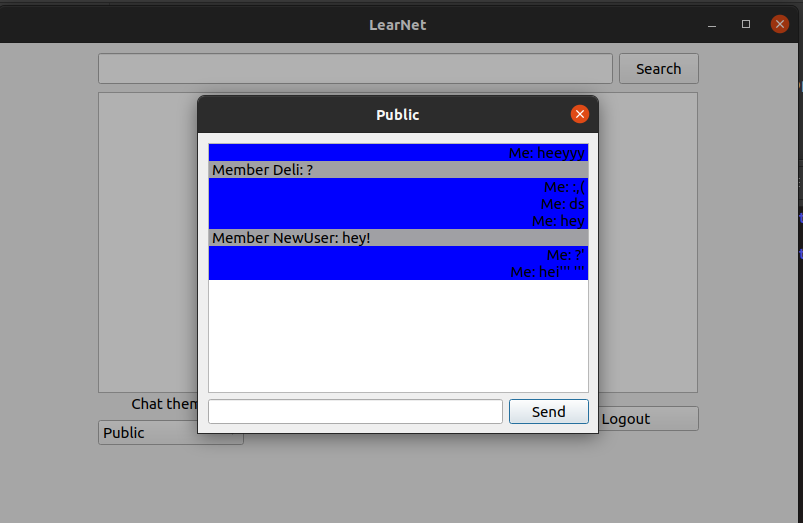 LearNet
Search
Public
Me: heeyyy
Member Deli: ?
Me: :,(
Me: ds
Me: hey
Member NewUser: hey!
Me: ?'
Me: hei''' '''
Send
Chat them
Public
Logout